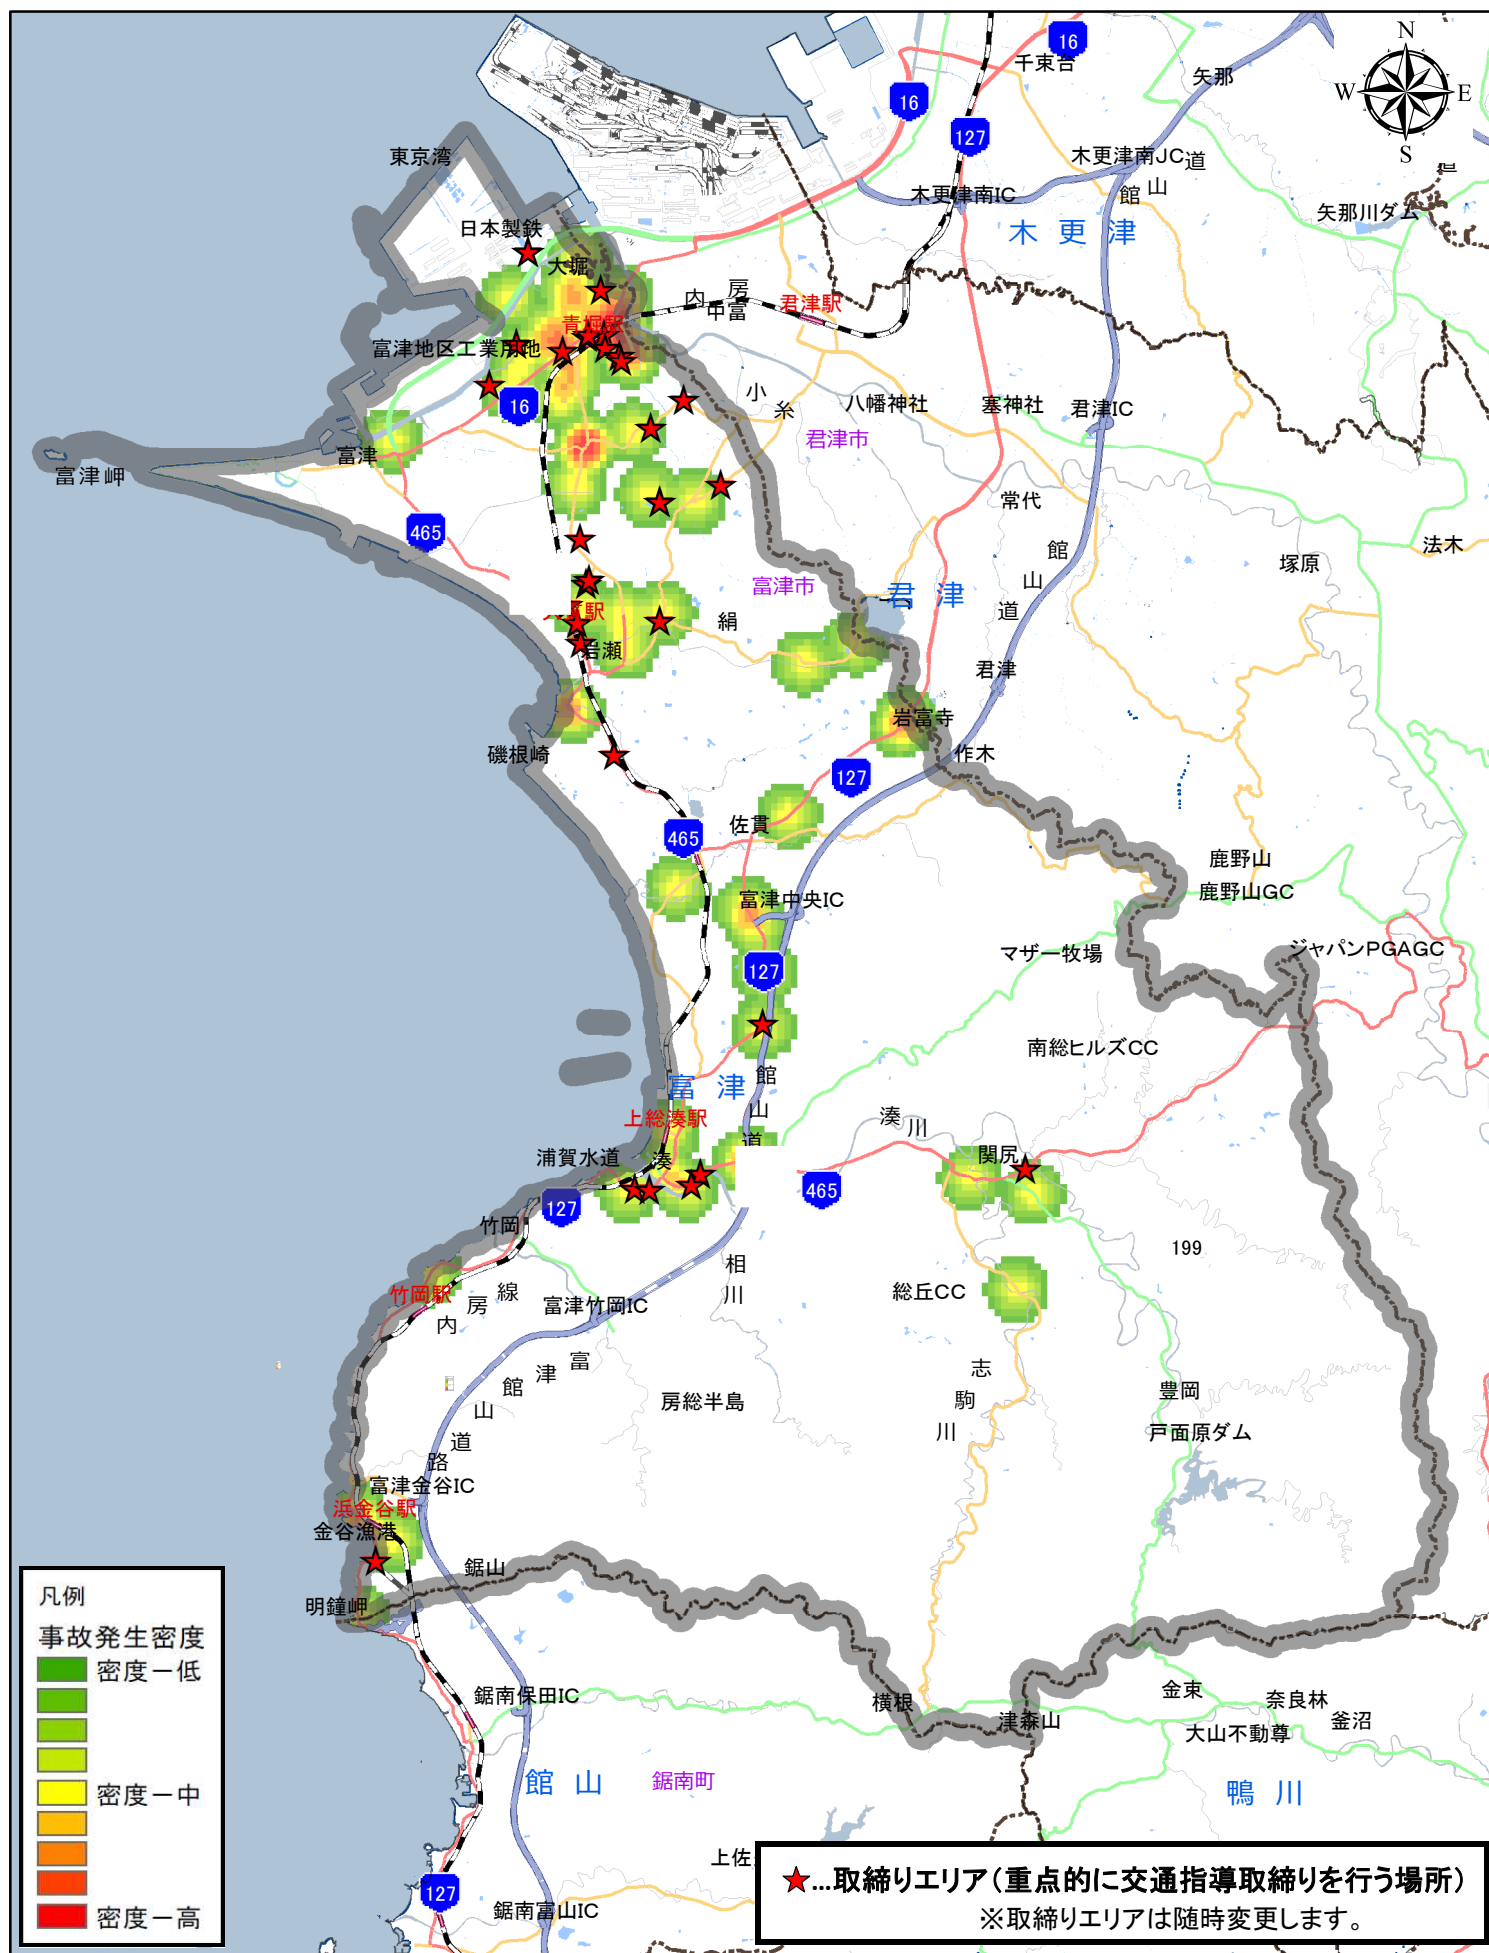 16
千束台
矢那
N
W
E
S
16
127
東京湾
木更津南JC
道
館
山
木更津南IC
矢那川ダム
日本製鉄
木更津
大堀
内
房
中富
君津駅
青堀駅
富津地区工業用地
16
小
糸
八幡神社
塞神社
君津IC
君津市
富津
富津岬
常代
465
館
山
道
法木
塚原
富津市
君津
絹
岩瀬
君津
岩富寺
磯根崎
作木
127
465
佐貫
鹿野山
鹿野山GC
富津中央IC
マザー牧場
ジャパンPGAGC
127
南総ヒルズCC
館
山
道
富津
上総湊駅
湊
川
浦賀水道
湊
関尻
465
127
竹岡
199
相
川
竹岡駅
内
房
線
富津竹岡IC
総丘CC
富
津
館
山
道
路
志
駒
川
房総半島
豊岡
戸面原ダム
富津金谷IC
浜金谷駅
金谷漁港
鋸山
明鐘岬
凡例
事故発生密度
密度－低
密度－中
密度－高
鋸南保田IC
横根
津森山
金束
奈良林
釜沼
大山不動尊
館山
鋸南町
鴨川
上佐
127
鋸南富山IC
★…取締りエリア（重点的に交通指導取締りを行う場所）
※取締りエリアは随時変更します。